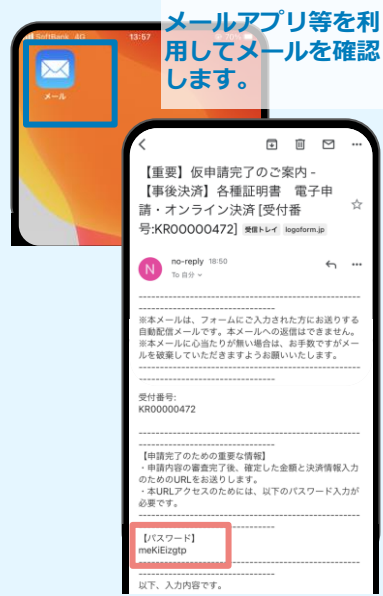 メールアプリ等を利
用してメールを確認
します。
SoftBank 4G
13:57
メール
【重要】仮申請完了のご案内 -
【事後決済】各種証明書　電子申
請・オンライン決済 [受付番
号:KR00000472] 受信トレイ logoform.jp
N
no-reply 18:50
To 自分
--------------------------------------------------------
----------------------------------
※本メールは、フォームにご入力された方にお送りする
自動配信メールです。本メールへの返信はできません。
※本メールに心当たりが無い場合は、お手数ですがメー
ルを破棄していただきますようお願いいたします。
--------------------------------------------------------
----------------------------------
受付番号:
KR00000472
--------------------------------------------------------
----------------------------------
【申請完了のための重要な情報】
・申請内容の審査完了後、確定した金額と決済情報入力
のためのURLをお送りします。
・本URLアクセスのためには、以下のパスワード入力が
必要です。
--------------------------------------------------------
----------------------------------
【パスワード】
meKiEizgtp
--------------------------------------------------------
----------------------------------
以下、入力内容です。